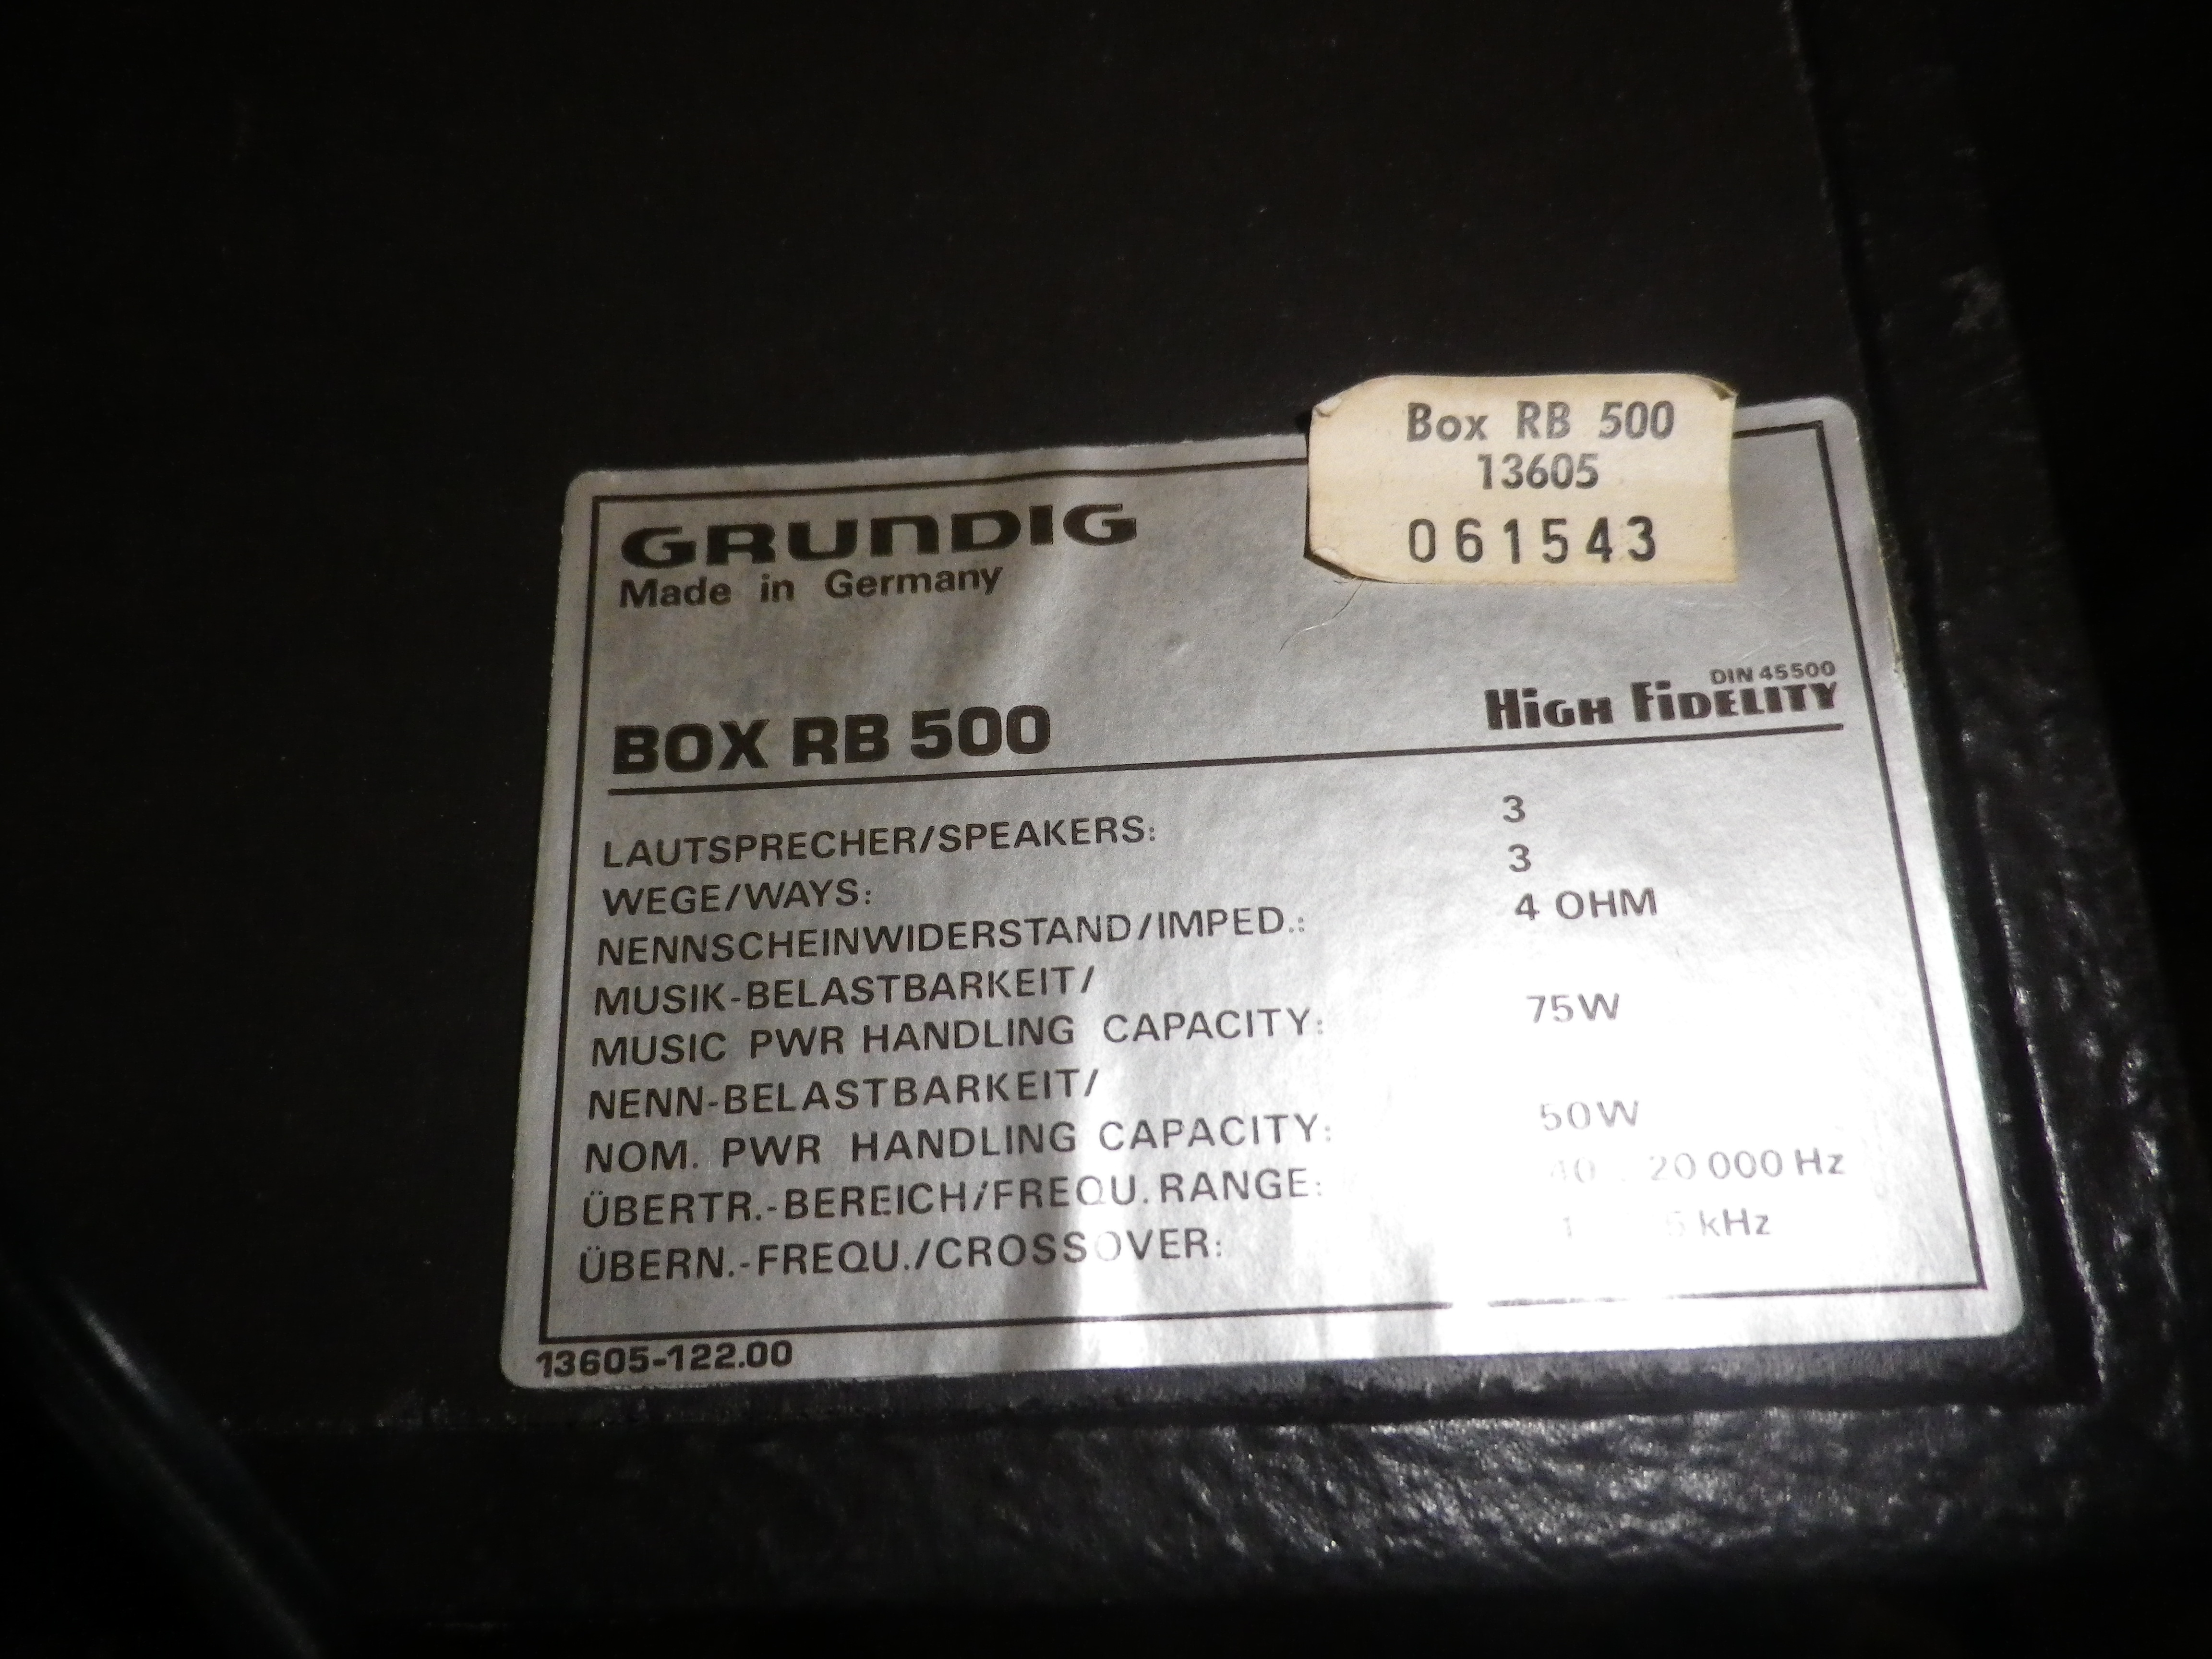 Box RB 500
13605
061543
GRUNDIG
Made in Germany
DIN 45500
BOX RB 500 HiGH FiDELITY
LAUTSPRECHER/SPEAKERS: 3
WEGE/WAYS: 3
NENNSCHEINWIDERSTAND/IMPED.: 4 OHM
MUSIK-BELASTBARKEIT/
MUSIC PWR HANDLING CAPACITY: 75W
NENN-BELASTBARKEIT/
NOM. PWR HANDLING CAPACITY: 50W
ÜBERTR.-BEREICH/FREQU. RANGE: 40 20 000 Hz
ÜBERN.-FREQU./CROSSOVER: kHz
13605-122.00